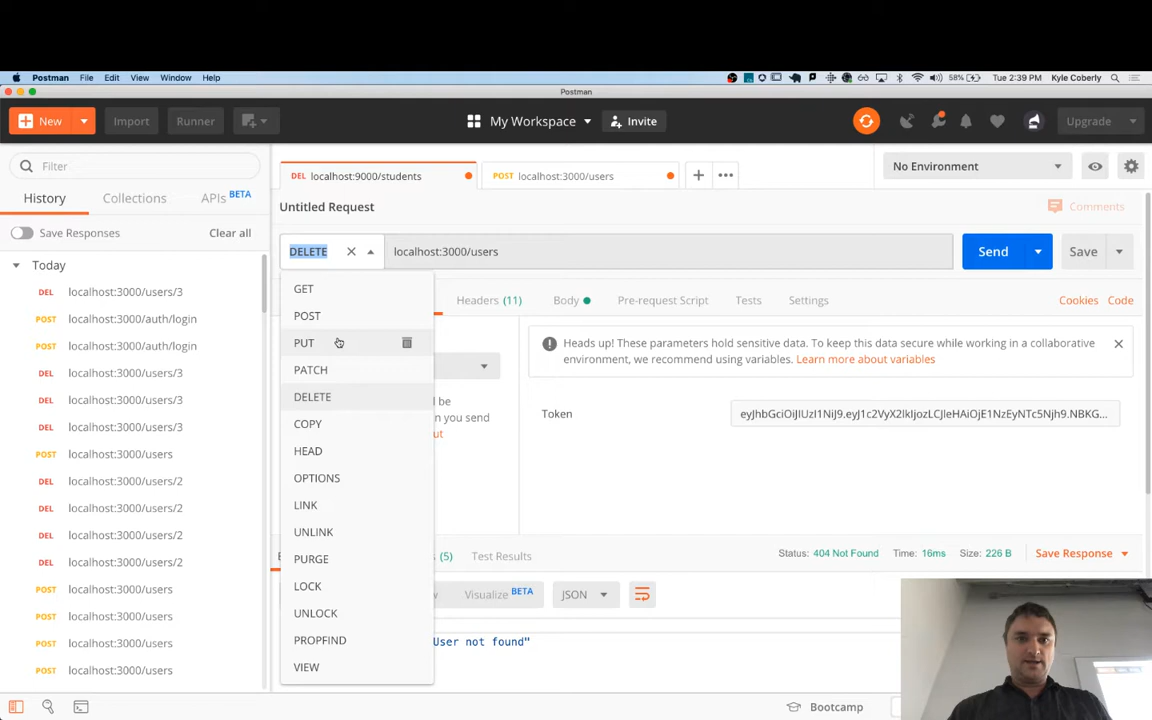 Postman File Edit View Window Help 58% Tue 2:39 PM Kyle Coberly
Postman
New Import Runner My Workspace Invite Upgrade
Filter
History Collections APIs BETA
Save Responses Clear all
Today
DEL localhost:3000/users/3
POST localhost:3000/auth/login
POST localhost:3000/auth/login
DEL localhost:3000/users/3
DEL localhost:3000/users/3
DEL localhost:3000/users/3
POST localhost:3000/users
DEL localhost:3000/users/2
DEL localhost:3000/users/2
DEL localhost:3000/users/2
DEL localhost:3000/users/2
POST localhost:3000/users
POST localhost:3000/users
POST localhost:3000/users
POST localhost:3000/users
DEL localhost:9000/students POST localhost:3000/users No Environment
Untitled Request Comments
DELETE localhost:3000/users Send Save
GET
POST
PUT
PATCH
DELETE
COPY
HEAD
OPTIONS
LINK
UNLINK
PURGE
LOCK
UNLOCK
PROPFIND
VIEW
Headers (11) Body Pre-request Script Tests Settings Cookies Code
Heads up! These parameters hold sensitive data. To keep this data secure while working in a collaborative
environment, we recommend using variables. Learn more about variables
be
n you send
ut
Token
(5) Test Results Status: 404 Not Found Time: 16ms Size: 226 B Save Response
Visualize BETA JSON
User not found"
Bootcamp